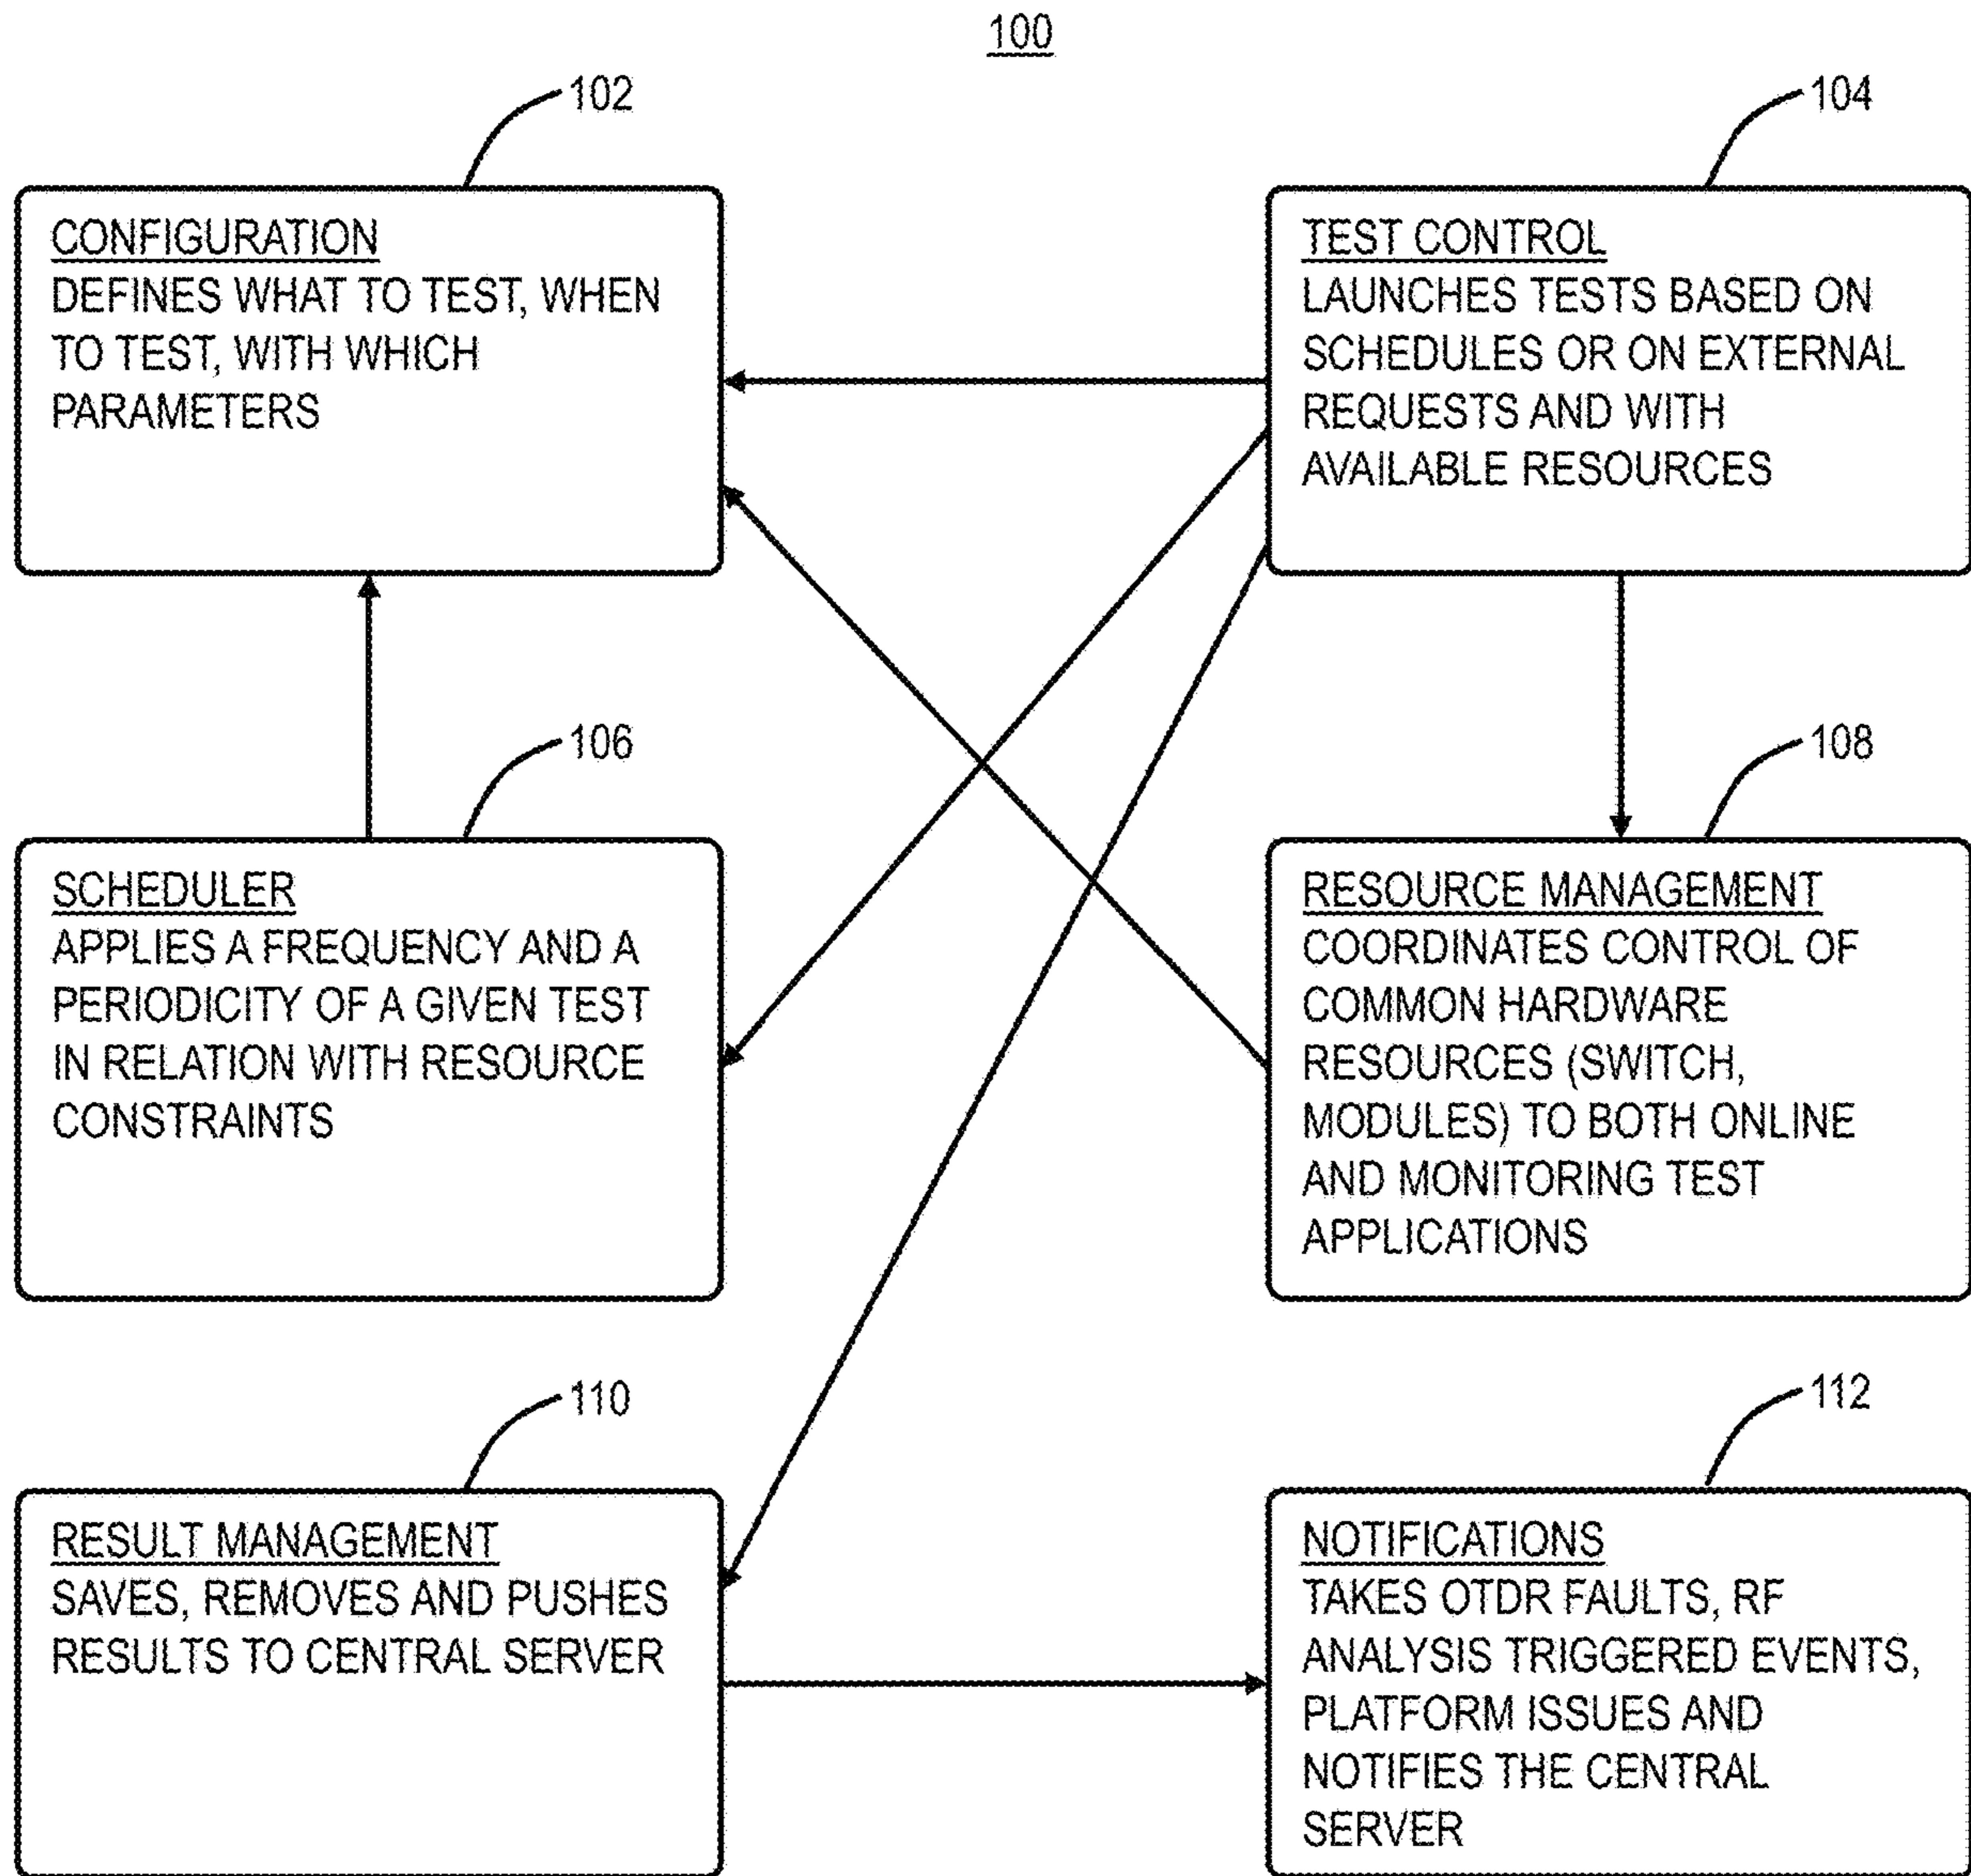 100
102
CONFIGURATION
DEFINES WHAT TO TEST, WHEN
TO TEST, WITH WHICH
PARAMETERS
104
TEST CONTROL
LAUNCHES TESTS BASED ON
SCHEDULES OR ON EXTERNAL
REQUESTS AND WITH
AVAILABLE RESOURCES
106
SCHEDULER
APPLIES A FREQUENCY AND A
PERIODICITY OF A GIVEN TEST
IN RELATION WITH RESOURCE
CONSTRAINTS
108
RESOURCE MANAGEMENT
COORDINATES CONTROL OF
COMMON HARDWARE
RESOURCES (SWITCH,
MODULES) TO BOTH ONLINE
AND MONITORING TEST
APPLICATIONS
110
RESULT MANAGEMENT
SAVES, REMOVES AND PUSHES
RESULTS TO CENTRAL SERVER
112
NOTIFICATIONS
TAKES OTDR FAULTS, RF
ANALYSIS TRIGGERED EVENTS,
PLATFORM ISSUES AND
NOTIFIES THE CENTRAL
SERVER